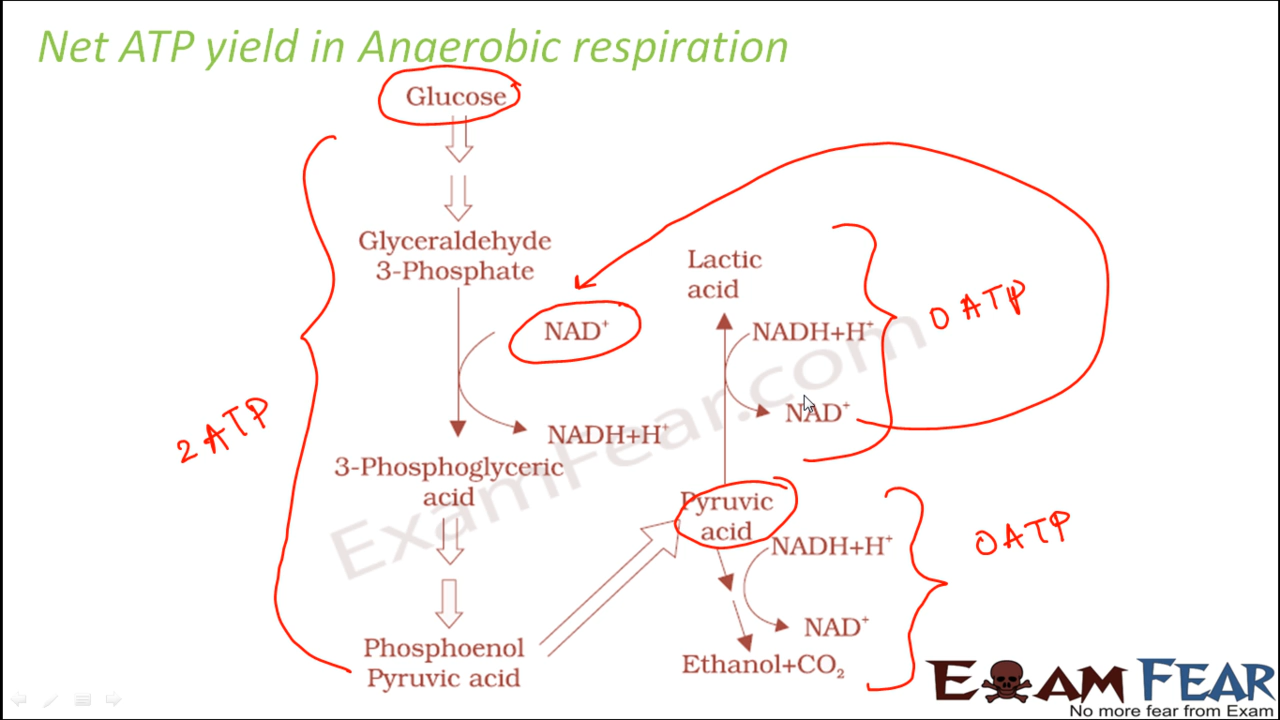 Net ATP yield in Anaerobic respiration
Glucose
Glyceraldehyde
3-Phosphate
NAD⁺
NADH+H⁺
3-Phosphoglyceric
acid
Phosphoenol
Pyruvic acid
2 ATP
Lactic
acid
NADH+H⁺
NAD⁺
0 ATP
Pyruvic
acid
NADH+H⁺
NAD⁺
Ethanol+CO₂
0 ATP
ExamFear.com
EXAM FEAR
No more fear from Exam